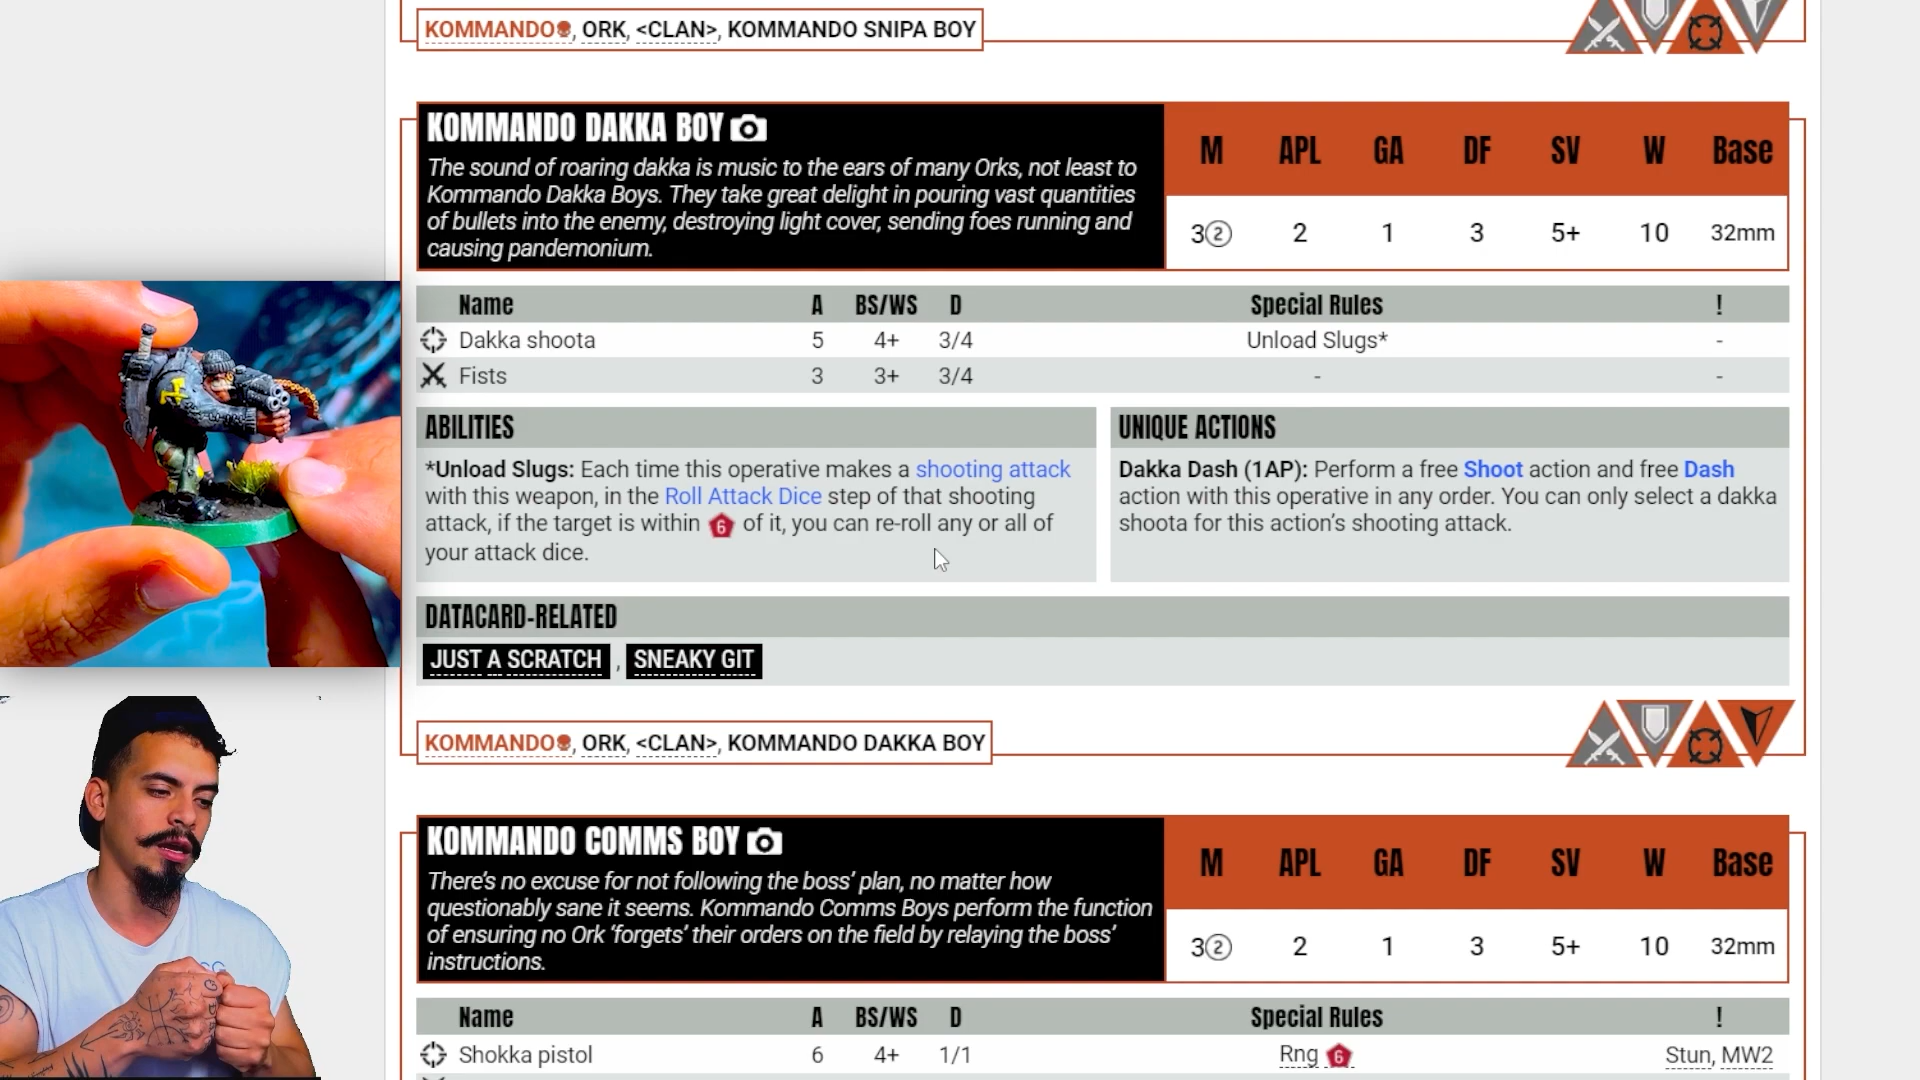 KOMMANDO, ORK, <CLAN>, KOMMANDO SNIPA BOY
KOMMANDO DAKKA BOY
The sound of roaring dakka is music to the ears of many Orks, not least to
Kommando Dakka Boys. They take great delight in pouring vast quantities
of bullets into the enemy, destroying light cover, sending foes running and
causing pandemonium.
M APL GA DF SV W Base
3② 2 1 3 5+ 10 32mm
Name A BS/WS D Special Rules !
Dakka shoota 5 4+ 3/4 Unload Slugs* -
Fists 3 3+ 3/4 - -
ABILITIES
*Unload Slugs: Each time this operative makes a shooting attack
with this weapon, in the Roll Attack Dice step of that shooting
attack, if the target is within 6 of it, you can re-roll any or all of
your attack dice.
UNIQUE ACTIONS
Dakka Dash (1AP): Perform a free Shoot action and free Dash
action with this operative in any order. You can only select a dakka
shoota for this action's shooting attack.
DATACARD-RELATED
JUST A SCRATCH, SNEAKY GIT
KOMMANDO, ORK, <CLAN>, KOMMANDO DAKKA BOY
KOMMANDO COMMS BOY
There's no excuse for not following the boss' plan, no matter how
questionably sane it seems. Kommando Comms Boys perform the function
of ensuring no Ork 'forgets' their orders on the field by relaying the boss'
instructions.
M APL GA DF SV W Base
3② 2 1 3 5+ 10 32mm
Name A BS/WS D Special Rules !
Shokka pistol 6 4+ 1/1 Rng 6 Stun, MW2